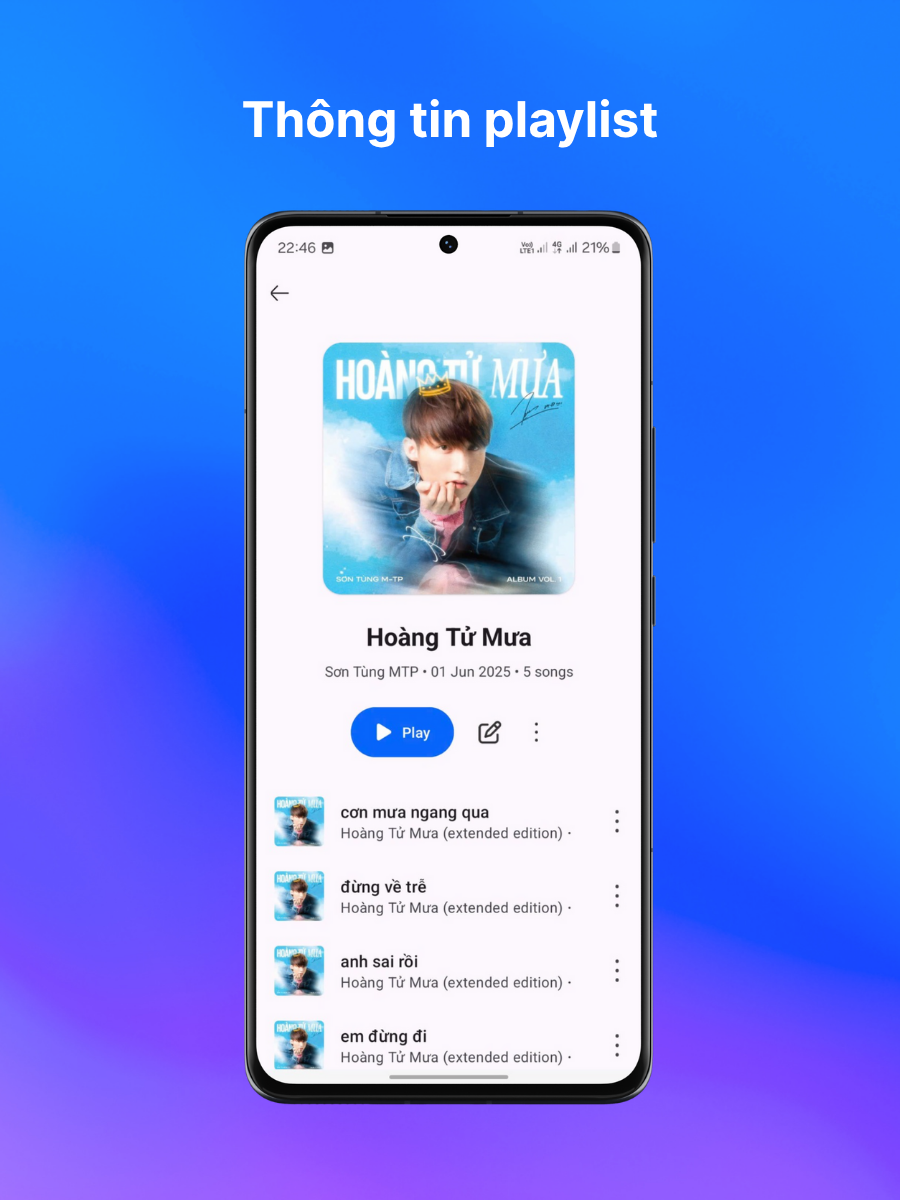 Thông tin playlist
22:46
Vo) 4G 21%
LTE1
HOÀNG TỬ MƯA
SƠN TÙNG M-TP ALBUM VOL. 1
Hoàng Tử Mưa
Sơn Tùng MTP • 01 Jun 2025 • 5 songs
Play
cơn mưa ngang qua
Hoàng Tử Mưa (extended edition) •
đừng về trễ
Hoàng Tử Mưa (extended edition) •
anh sai rồi
Hoàng Tử Mưa (extended edition) •
em đừng đi
Hoàng Tử Mưa (extended edition) •